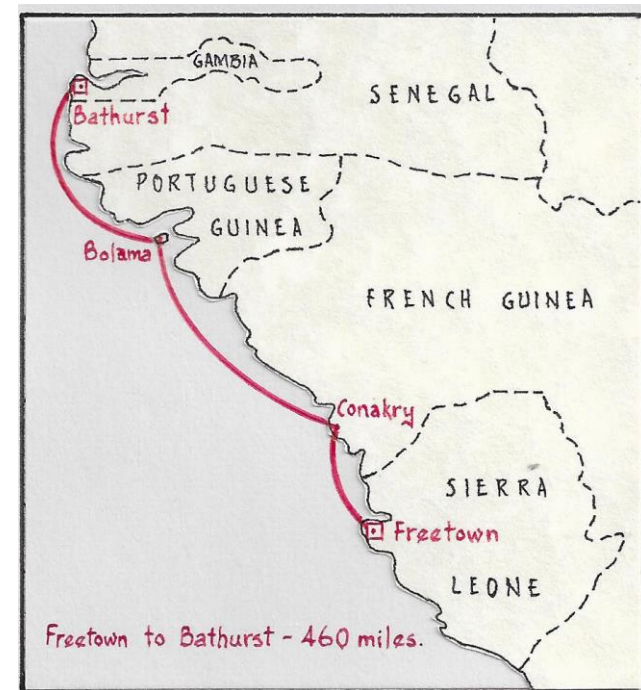 GAMBIA
SENEGAL
Bathurst
PORTUGUESE
GUINEA
Bolama
FRENCH GUINEA
Conakry
SIERRA
Freetown
LEONE
Freetown to Bathurst - 460 miles.